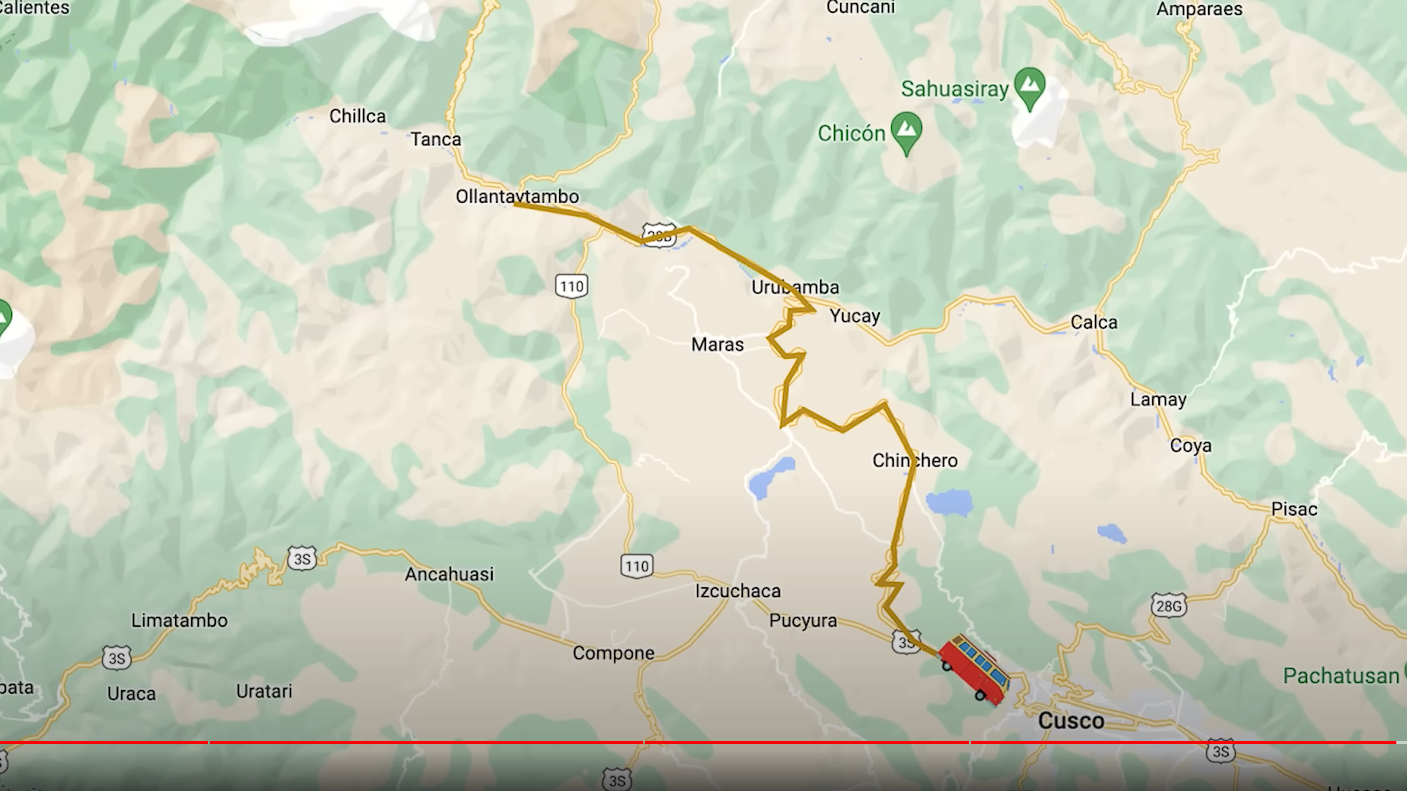 alientes
Cuncani
Amparaes
Sahuasiray
Chillca
Chicón
Tanca
Ollantaytambo
28B
110
Urubamba
Yucay
Calca
Maras
Lamay
Coya
Chinchero
Pisac
3S
110
Ancahuasi
Izcuchaca
28G
Limatambo
Pucyura
3S
3S
Compone
Pachatusan
pata
Uraca
Uratari
Cusco
3S
3S